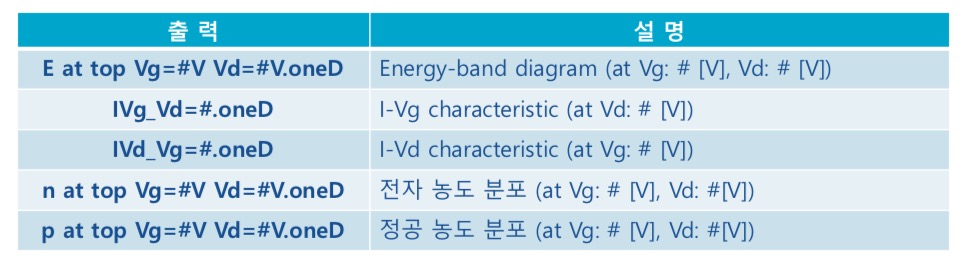 출 력 설 명
E at top Vg=#V Vd=#V.oneD Energy-band diagram (at Vg: # [V], Vd: # [V])
IVg_Vd=#.oneD I-Vg characteristic (at Vd: # [V])
IVd_Vg=#.oneD I-Vd characteristic (at Vg: # [V])
n at top Vg=#V Vd=#V.oneD 전자 농도 분포 (at Vg: # [V], Vd: #[V])
p at top Vg=#V Vd=#V.oneD 정공 농도 분포 (at Vg: # [V], Vd: #[V])